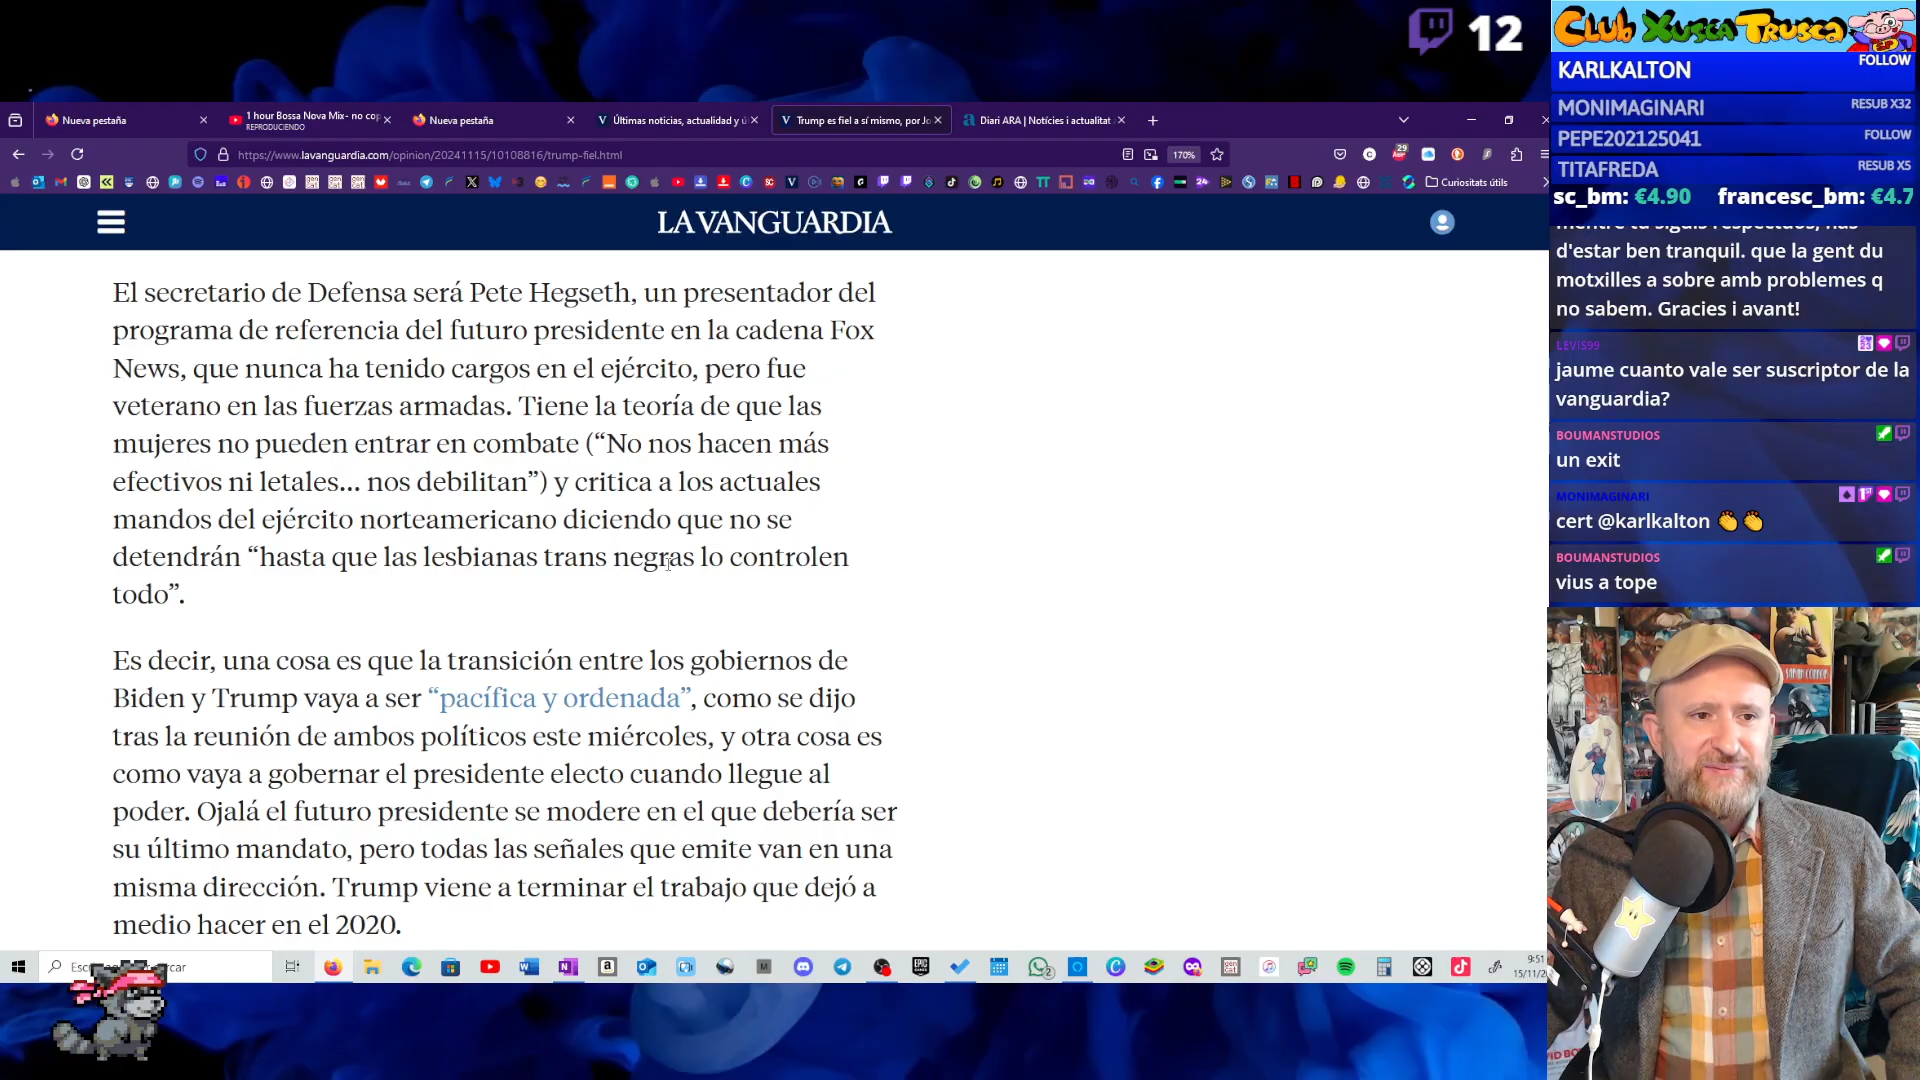 12
Club Xusca Trusca
FOLLOW
KARLKALTON
MONIMAGINARI RESUB X32
PEPE202125041 FOLLOW
TITAFREDA RESUB X5
sc_bm: €4.90 francesc_bm: €4.7
Nueva pestaña
1 hour Bossa Nova Mix- no cop
REPRODUCIENDO
Nueva pestaña
Últimas noticias, actualidad y ú
Trump es fiel a sí mismo, por Jo
Diari ARA | Notícies i actualitat
https://www.lavanguardia.com/opinion/20241115/10108816/trump-fiel.html
170%
29
Curiositats útils
LA VANGUARDIA
El secretario de Defensa será Pete Hegseth, un presentador del
programa de referencia del futuro presidente en la cadena Fox
News, que nunca ha tenido cargos en el ejército, pero fue
veterano en las fuerzas armadas. Tiene la teoría de que las
mujeres no pueden entrar en combate (“No nos hacen más
efectivos ni letales... nos debilitan”) y critica a los actuales
mandos del ejército norteamericano diciendo que no se
detendrán “hasta que las lesbianas trans negras lo controlen
todo”.
Es decir, una cosa es que la transición entre los gobiernos de
Biden y Trump vaya a ser “pacífica y ordenada”, como se dijo
tras la reunión de ambos políticos este miércoles, y otra cosa es
como vaya a gobernar el presidente electo cuando llegue al
poder. Ojalá el futuro presidente se modere en el que debería ser
su último mandato, pero todas las señales que emite van en una
misma dirección. Trump viene a terminar el trabajo que dejó a
medio hacer en el 2020.
d'estar ben tranquil. que la gent du
motxilles a sobre amb problemes q
no sabem. Gracies i avant!
LEVIS99
jaume cuanto vale ser suscriptor de la
vanguardia?
BOUMANSTUDIOS
un exit
MONIMAGINARI
cert @karlkalton
BOUMANSTUDIOS
vius a tope
9:51
15/11/2